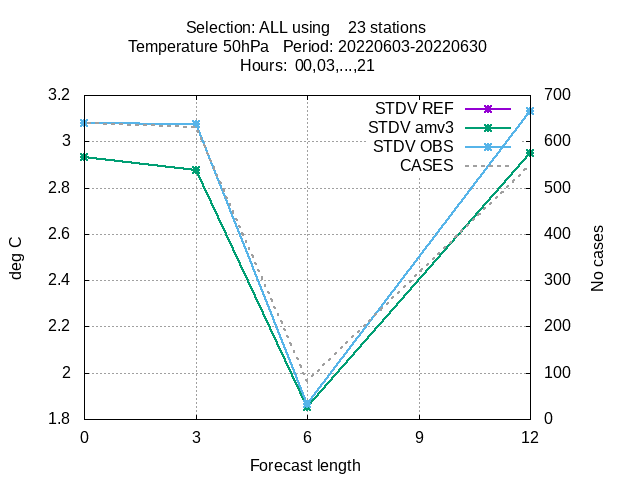 Selection: ALL using 23 stations
Temperature 50hPa Period: 20220603-20220630
Hours: 00,03,...,21
3.2
3
2.8
2.6
2.4
2.2
2
1.8
700
600
500
400
300
200
100
0
STDV REF
STDV amv3
STDV OBS
CASES
deg C
No cases
0 3 6 9 12
Forecast length